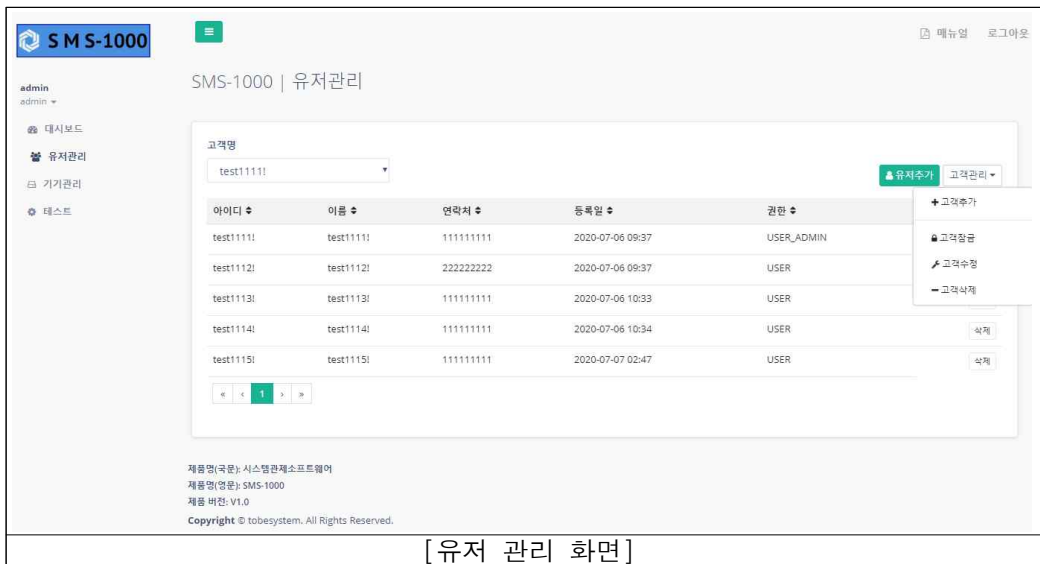 S M S-1000
매뉴얼 로그아웃
admin
admin
SMS-1000 | 유저관리
대시보드
유저관리
기기관리
테스트
고객명
test1111!
유저추가 고객관리
고객추가
고객잠금
고객수정
고객삭제
아이디 이름 연락처 등록일 권한
test1111! test1111! 111111111 2020-07-06 09:37 USER_ADMIN
test1112! test1112! 222222222 2020-07-06 09:37 USER
test1113! test1113! 111111111 2020-07-06 10:33 USER
test1114! test1114! 111111111 2020-07-06 10:34 USER 삭제
test1115! test1115! 111111111 2020-07-07 02:47 USER 삭제
« ‹ 1 › »
제품명(국문): 시스템관제소프트웨어
제품명(영문): SMS-1000
제품 버전: V1.0
Copyright © tobesystem. All Rights Reserved.
[유저 관리 화면]